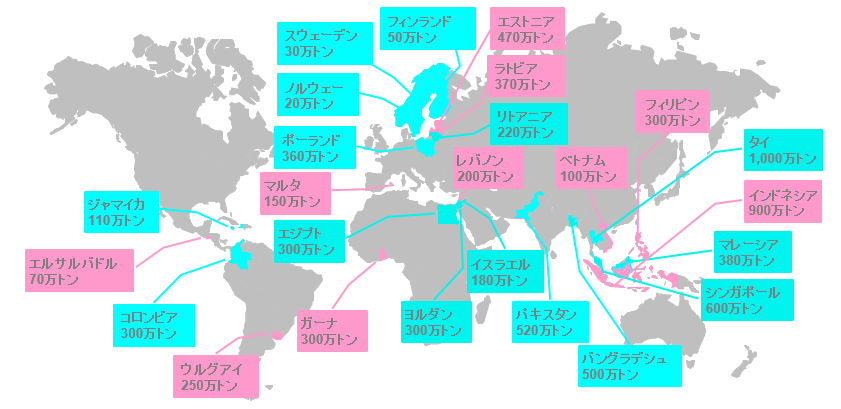 スウェーデン
30万トン
フィンランド
50万トン
エストニア
470万トン
ラトビア
370万トン
ノルウェー
20万トン
リトアニア
220万トン
フィリピン
300万トン
ポーランド
360万トン
タイ
1,000万トン
レバノン
200万トン
ベトナム
100万トン
マルタ
150万トン
インドネシア
900万トン
ジャマイカ
110万トン
エジプト
300万トン
マレーシア
380万トン
エルサルバドル
70万トン
イスラエル
180万トン
シンガポール
600万トン
コロンビア
300万トン
ガーナ
300万トン
ヨルダン
300万トン
パキスタン
520万トン
バングラデシュ
500万トン
ウルグアイ
250万トン